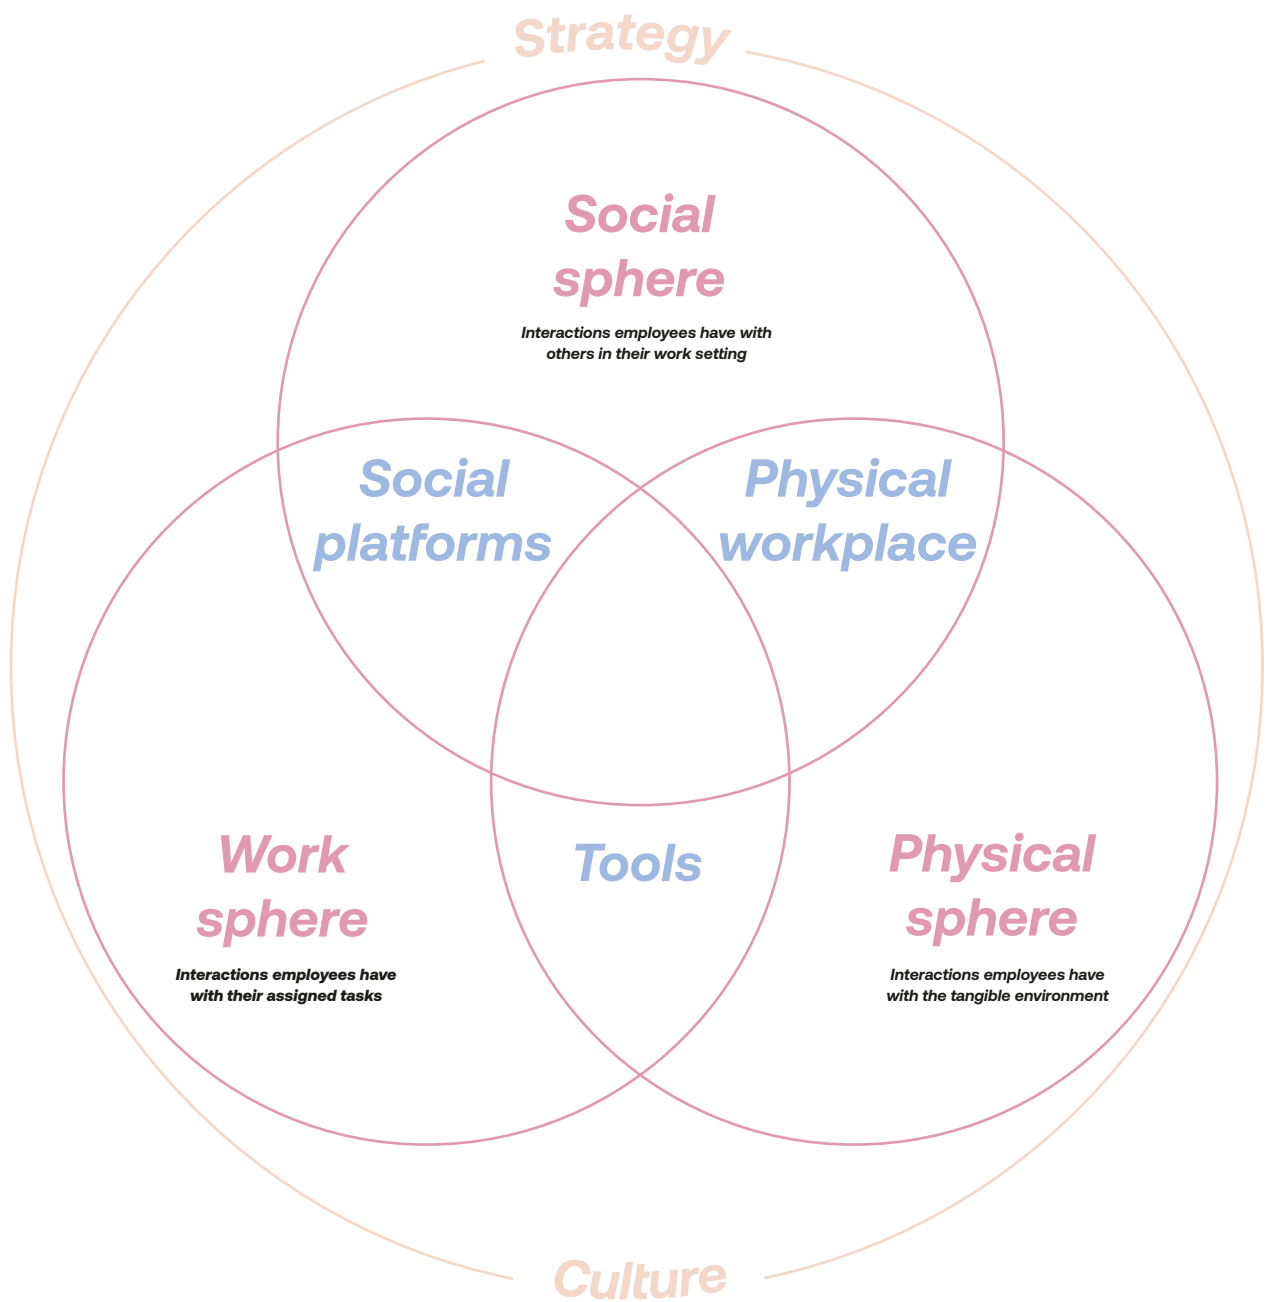 Strategy
Social
sphere
Interactions employees have with
others in their work setting
Social
platforms
Physical
workplace
Work
sphere
Interactions employees have
with their assigned tasks
Tools
Physical
sphere
Interactions employees have
with the tangible environment
Culture